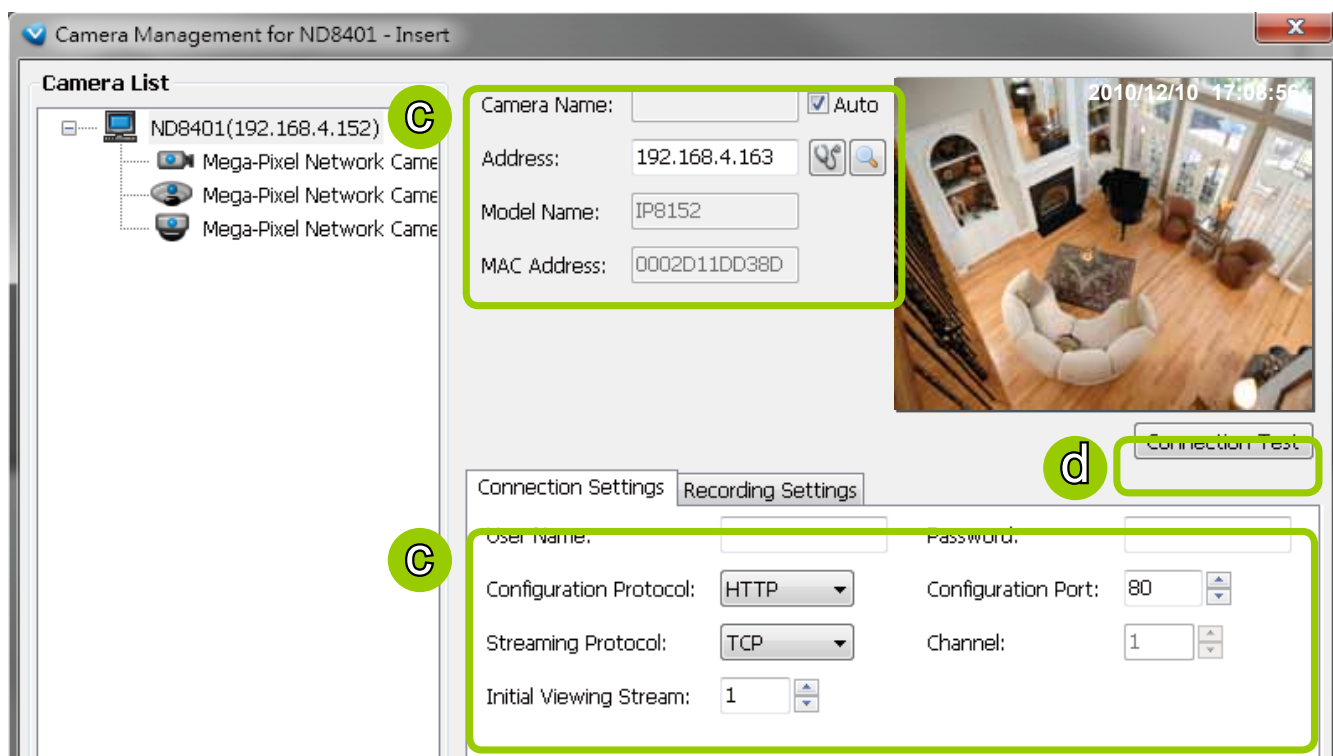 Camera Management for ND8401 - Insert
x
Camera List
ND8401(192.168.4.152)
Mega-Pixel Network Came
Mega-Pixel Network Came
Mega-Pixel Network Came
C
Camera Name: Auto
Address: 192.168.4.163
Model Name: IP8152
MAC Address: 0002D11DD38D
2010/12/10 17:08:56
Connection Test
d
Connection Settings Recording Settings
C
User Name: Password:
Configuration Protocol: HTTP Configuration Port: 80
Streaming Protocol: TCP Channel: 1
Initial Viewing Stream: 1